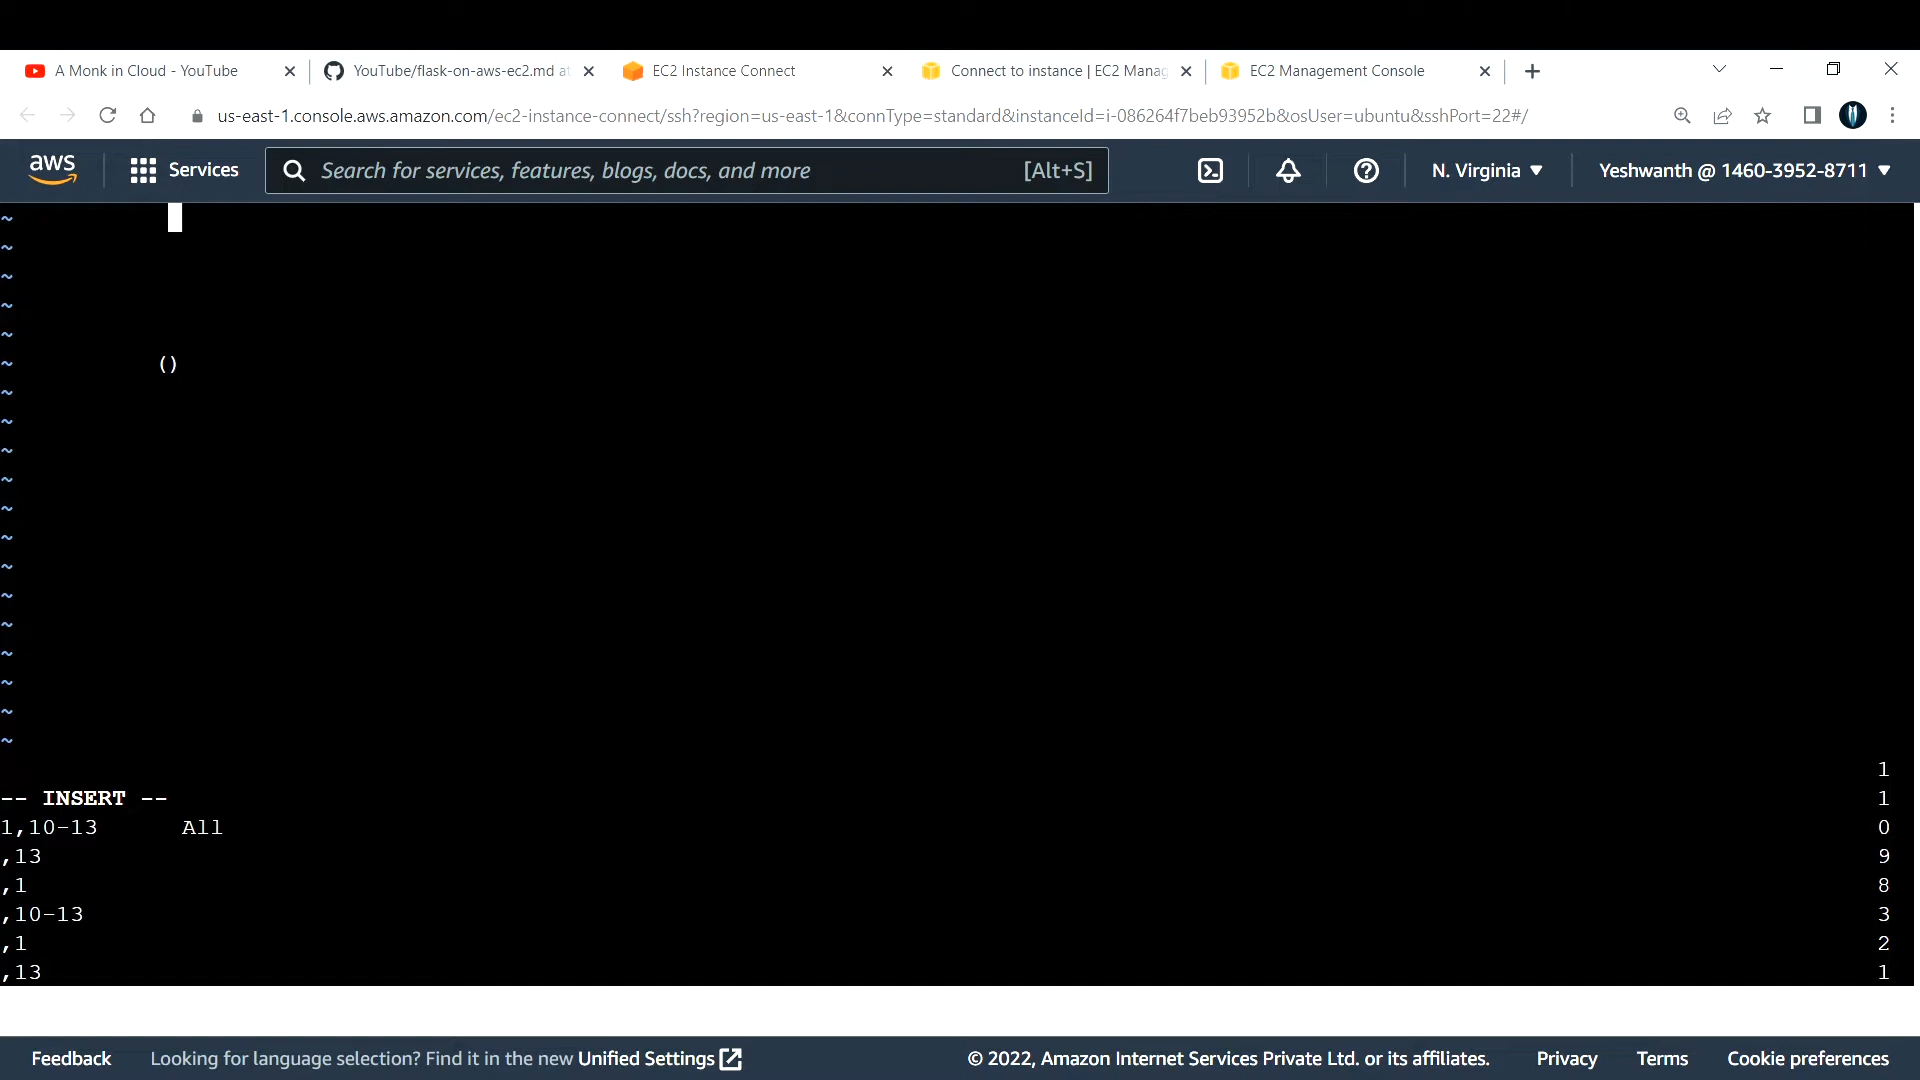 A Monk in Cloud - YouTube
YouTube/flask-on-aws-ec2.md at
EC2 Instance Connect
Connect to instance | EC2 Manag
EC2 Management Console
us-east-1.console.aws.amazon.com/ec2-instance-connect/ssh?region=us-east-1&connType=standard&instanceId=i-086264f7beb93952b&osUser=ubuntu&sshPort=22#/
aws
Services
Search for services, features, blogs, docs, and more
[Alt+S]
N. Virginia
Yeshwanth @ 1460-3952-8711
~
~
~
~
~
~ ()
~
~
~
~
~
~
~
~
~
~
~
~
~
1
-- INSERT -- 1
1,10-13 All 0
,13 9
,1 8
,10-13 3
,1 2
,13 1
Feedback
Looking for language selection? Find it in the new Unified Settings
© 2022, Amazon Internet Services Private Ltd. or its affiliates.
Privacy
Terms
Cookie preferences